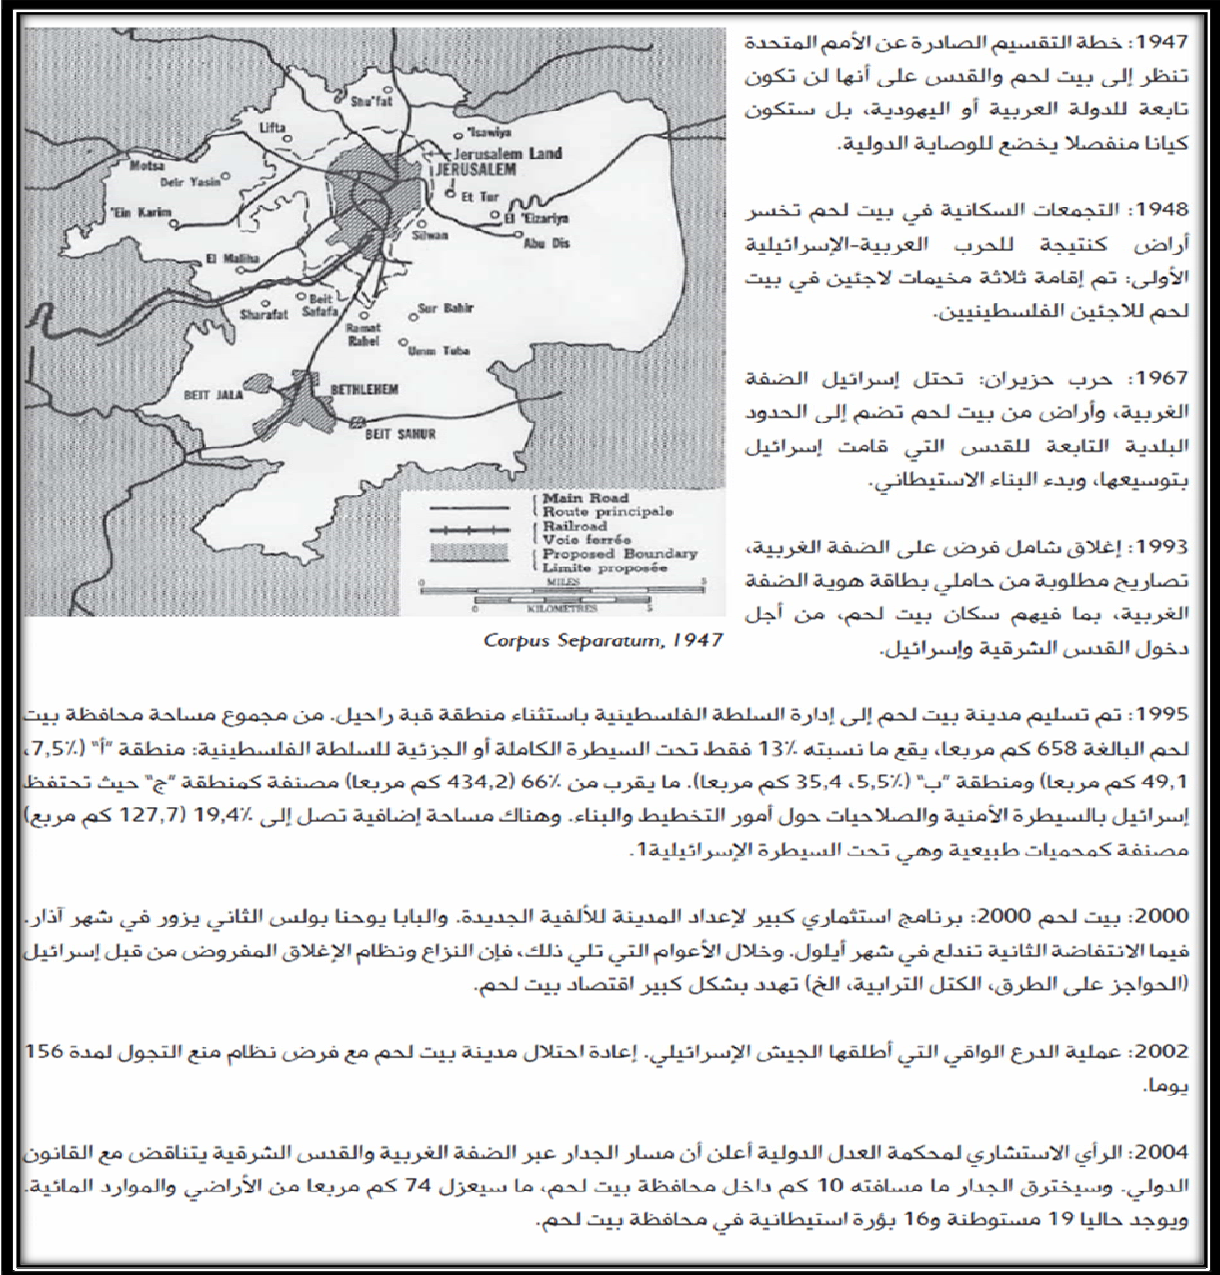 1947: خطة التقسيم الصادرة عن الأمم المتحدة
تنظر إلى بيت لحم والقدس على أنها لن تكون
تابعة للدولة العربية أو اليهودية، بل ستكون
كيانا منفصلا يخضع للوصاية الدولية.
1948: التجمعات السكانية في بيت لحم تخسر
أراض كنتيجة للحرب العربية-الإسرائيلية
الأولى: تم إقامة ثلاثة مخيمات لاجئين في بيت
لحم للاجئين الفلسطينيين.
1967: حرب حزيران: تحتل إسرائيل الضفة
الغربية، وأراض من بيت لحم تضم إلى الحدود
البلدية التابعة للقدس التي قامت إسرائيل
بتوسيعها، وبدء البناء الاستيطاني.
1993: إغلاق شامل فرض على الضفة الغربية،
تصاريح مطلوبة من حاملي بطاقة هوية الضفة
الغربية، بما فيهم سكان بيت لحم، من أجل
دخول القدس الشرقية وإسرائيل.
Shu'fat
Lifta
'Isawiya
Motsa
Deir Yasin
Jerusalem Land
JERUSALEM
Et Tur
'Ein Karim
El 'Eizariya
Silwan
Abu Dis
El Maliha
Sharafat
Beit
Safafa
Sur Bahir
Ramat
Rahel
Umm Tuba
BEIT JALA
BETHLEHEM
BEIT SAHUR
Main Road
Route principale
Railroad
Voie ferrée
Proposed Boundary
Limite proposée
0 MILES 5
0 KILOMETRES 5
Corpus Separatum, 1947
1995: تم تسليم مدينة بيت لحم إلى إدارة السلطة الفلسطينية باستثناء منطقة قبة راحيل. من مجموع مساحة محافظة بيت
لحم البالغة 658 كم مربعا، يقع ما نسبته 13% فقط تحت السيطرة الكاملة أو الجزئية للسلطة الفلسطينية: منطقة "أ" (7,5%،
49,1 كم مربعا) ومنطقة "ب" (5,5%، 35,4 كم مربعا). ما يقرب من 66% (434,2 كم مربعا) مصنفة كمنطقة "ج" حيث تحتفظ
إسرائيل بالسيطرة الأمنية والصلاحيات حول أمور التخطيط والبناء. وهناك مساحة إضافية تصل إلى 19,4% (127,7 كم مربع)
مصنفة كمحميات طبيعية وهي تحت السيطرة الإسرائيلية1.
2000: بيت لحم 2000: برنامج استثماري كبير لإعداد المدينة للألفية الجديدة. والبابا يوحنا بولس الثاني يزور في شهر آذار.
فيما الانتفاضة الثانية تندلع في شهر أيلول. وخلال الأعوام التي تلي ذلك، فإن النزاع ونظام الإغلاق المفروض من قبل إسرائيل
(الحواجز على الطرق، الكتل الترابية، الخ) تهدد بشكل كبير اقتصاد بيت لحم.
2002: عملية الدرع الواقي التي أطلقها الجيش الإسرائيلي. إعادة احتلال مدينة بيت لحم مع فرض نظام منع التجول لمدة 156
يوما.
2004: الرأي الاستشاري لمحكمة العدل الدولية أعلن أن مسار الجدار عبر الضفة الغربية والقدس الشرقية يتناقض مع القانون
الدولي. وسيخترق الجدار ما مسافته 10 كم داخل محافظة بيت لحم، ما سيعزل 74 كم مربعا من الأراضي والموارد المائية.
ويوجد حاليا 19 مستوطنة و16 بؤرة استيطانية في محافظة بيت لحم.